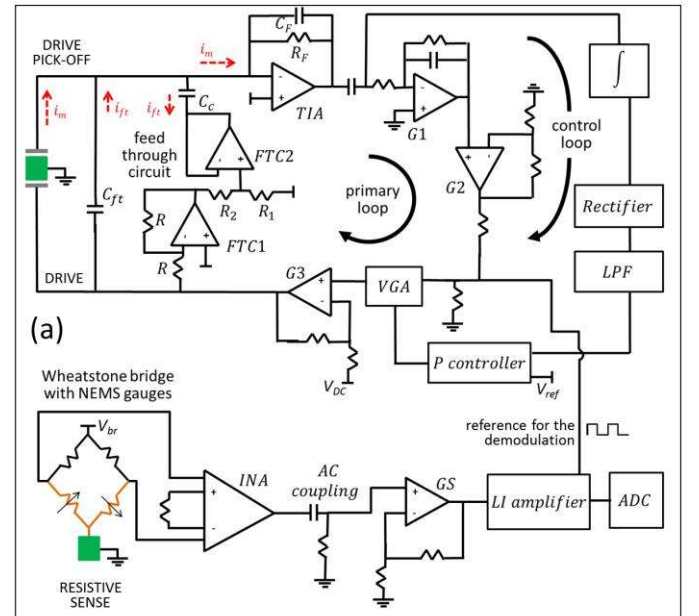 DRIVE
PICK-OFF
i_m
i_m
i_ft
i_ft
C_F
R_F
TIA
C_c
feed
through
circuit
FTC2
C_ft
R
R_2
R_1
FTC1
R
DRIVE
G1
G2
primary
loop
control
loop
∫
Rectifier
LPF
G3
VGA
P controller
V_DC
V_ref
(a)
Wheatstone bridge
with NEMS gauges
V_br
reference for the
demodulation
INA
AC
coupling
GS
LI amplifier
ADC
RESISTIVE
SENSE